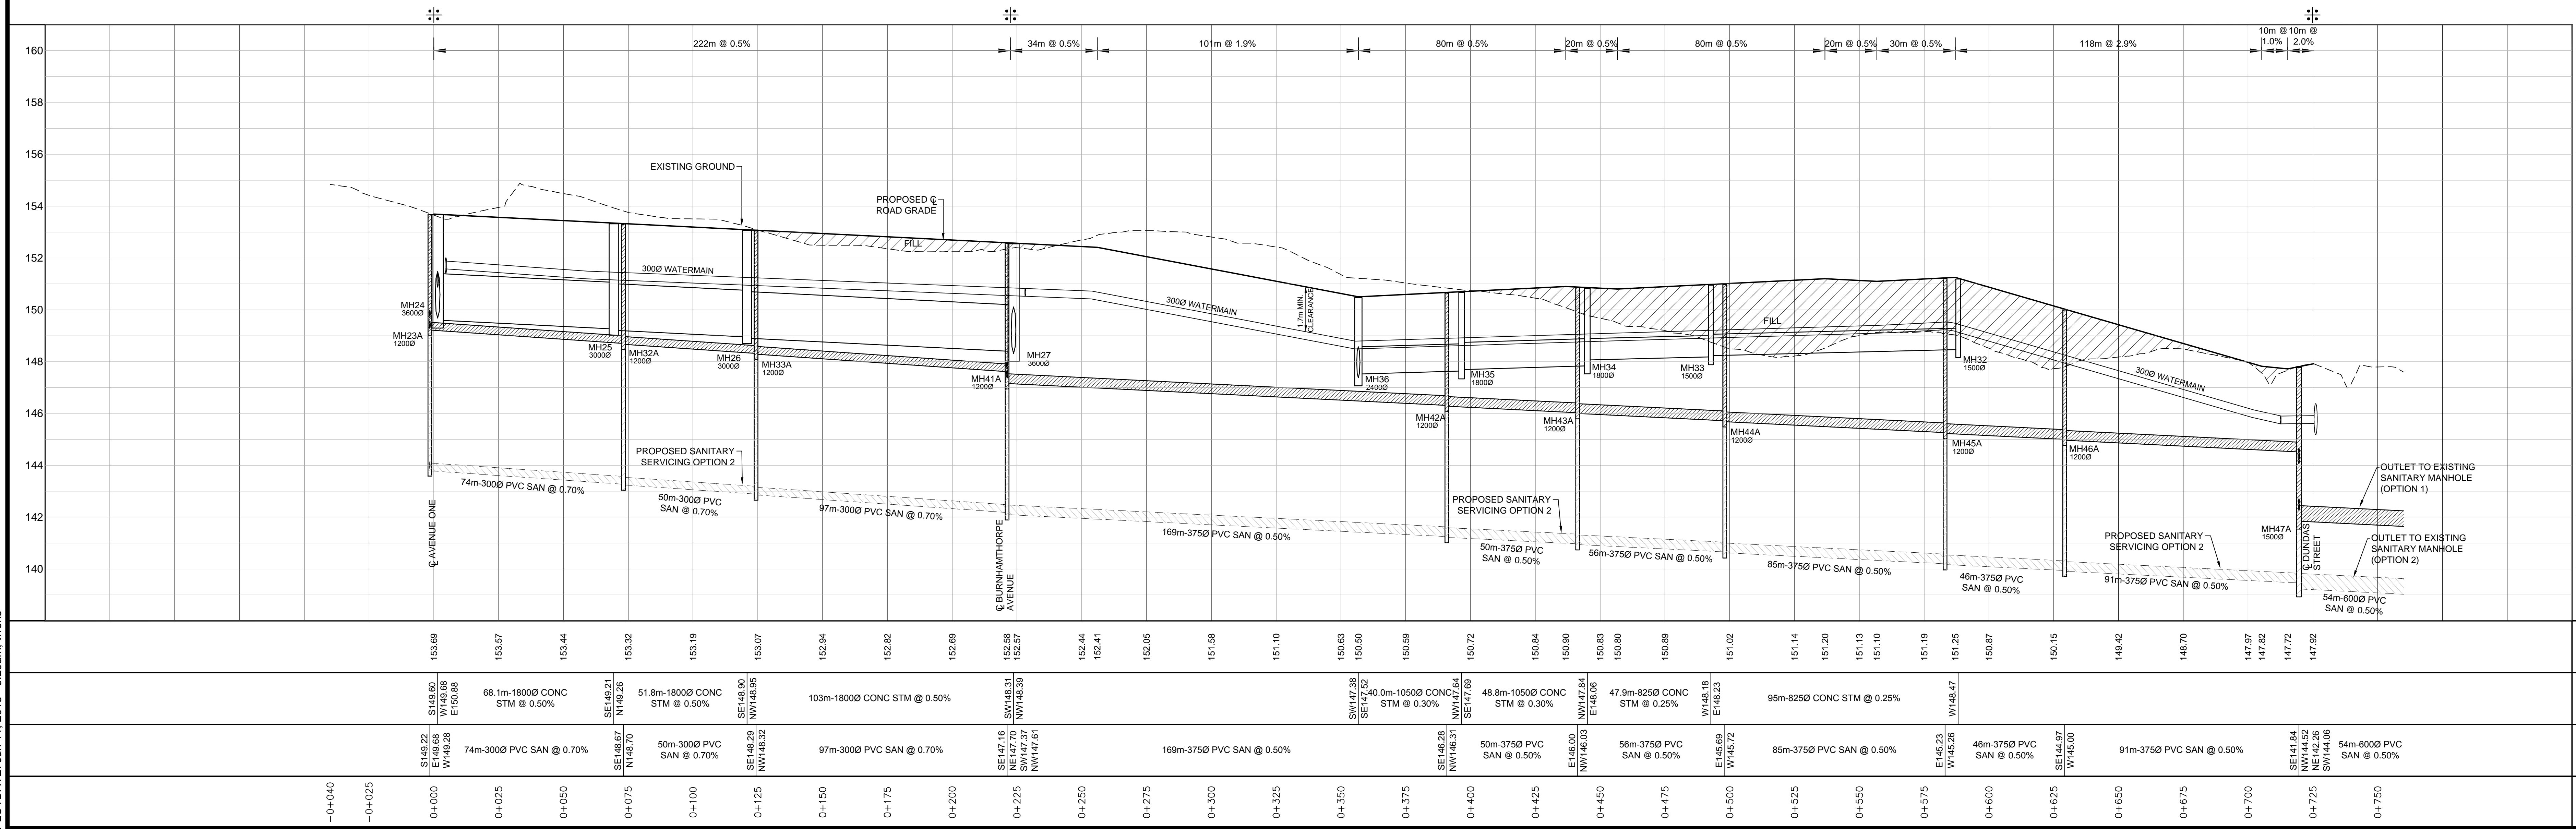 222m @ 0.5%
34m @ 0.5%
101m @ 1.9%
80m @ 0.5%
20m @ 0.5%
80m @ 0.5%
20m @ 0.5%
30m @ 0.5%
118m @ 2.9%
10m @
1.0%
10m @
2.0%
160
158
156
154
152
150
148
146
144
142
140
EXISTING GROUND
PROPOSED ℄
ROAD GRADE
FILL
300Ø WATERMAIN
300Ø WATERMAIN
1.7m MIN.
CLEARANCE
FILL
300Ø WATERMAIN
MH24
3600Ø
MH23A
1200Ø
MH25
3000Ø
MH32A
1200Ø
MH26
3000Ø
MH33A
1200Ø
MH41A
1200Ø
MH27
3600Ø
MH36
2400Ø
MH35
1800Ø
MH42A
1200Ø
MH34
1800Ø
MH43A
1200Ø
MH33
1500Ø
MH44A
1200Ø
MH32
1500Ø
MH45A
1200Ø
MH46A
1200Ø
MH47A
1500Ø
PROPOSED SANITARY
SERVICING OPTION 2
PROPOSED SANITARY
SERVICING OPTION 2
PROPOSED SANITARY
SERVICING OPTION 2
OUTLET TO EXISTING
SANITARY MANHOLE
(OPTION 1)
OUTLET TO EXISTING
SANITARY MANHOLE
(OPTION 2)
74m-300Ø PVC SAN @ 0.70%
50m-300Ø PVC
SAN @ 0.70%
97m-300Ø PVC SAN @ 0.70%
169m-375Ø PVC SAN @ 0.50%
50m-375Ø PVC
SAN @ 0.50%
56m-375Ø PVC SAN @ 0.50%
85m-375Ø PVC SAN @ 0.50%
46m-375Ø PVC
SAN @ 0.50%
91m-375Ø PVC SAN @ 0.50%
54m-600Ø PVC
SAN @ 0.50%
℄ AVENUE ONE
℄ BURNHAMTHORPE
AVENUE
℄ DUNDAS
STREET
153.69
153.57
153.44
153.32
153.19
153.07
152.94
152.82
152.69
152.58
152.57
152.44
152.41
152.05
151.58
151.10
150.63
150.50
150.59
150.72
150.84
150.90
150.83
150.80
150.89
151.02
151.14
151.20
151.13
151.10
151.19
151.25
150.87
150.15
149.42
148.70
147.97
147.82
147.72
147.92
S149.60
W149.68
E150.88
68.1m-1800Ø CONC
STM @ 0.50%
SE149.21
N149.26
51.8m-1800Ø CONC
STM @ 0.50%
SE148.90
NW148.95
103m-1800Ø CONC STM @ 0.50%
SW148.31
NW148.39
SW147.38
SE147.52
40.0m-1050Ø CONC
STM @ 0.30%
NW147.64
SE147.69
48.8m-1050Ø CONC
STM @ 0.30%
NW147.84
E148.06
47.9m-825Ø CONC
STM @ 0.25%
W148.18
E148.23
95m-825Ø CONC STM @ 0.25%
W148.47
S149.22
E149.68
W149.28
74m-300Ø PVC SAN @ 0.70%
SE148.67
N148.70
50m-300Ø PVC
SAN @ 0.70%
SE148.29
NW148.32
97m-300Ø PVC SAN @ 0.70%
SE147.16
NE147.70
SW147.37
NW147.61
169m-375Ø PVC SAN @ 0.50%
SE146.28
NW146.31
50m-375Ø PVC
SAN @ 0.50%
E146.00
NW146.03
56m-375Ø PVC
SAN @ 0.50%
E145.69
W145.72
85m-375Ø PVC SAN @ 0.50%
E145.23
W145.26
46m-375Ø PVC
SAN @ 0.50%
SE144.97
W145.00
91m-375Ø PVC SAN @ 0.50%
SE141.84
NW144.52
NE142.26
SW144.06
54m-600Ø PVC
SAN @ 0.50%
-0+040
-0+025
0+000
0+025
0+050
0+075
0+100
0+125
0+150
0+175
0+200
0+225
0+250
0+275
0+300
0+325
0+350
0+375
0+400
0+425
0+450
0+475
0+500
0+525
0+550
0+575
0+600
0+625
0+650
0+675
0+700
0+725
0+750